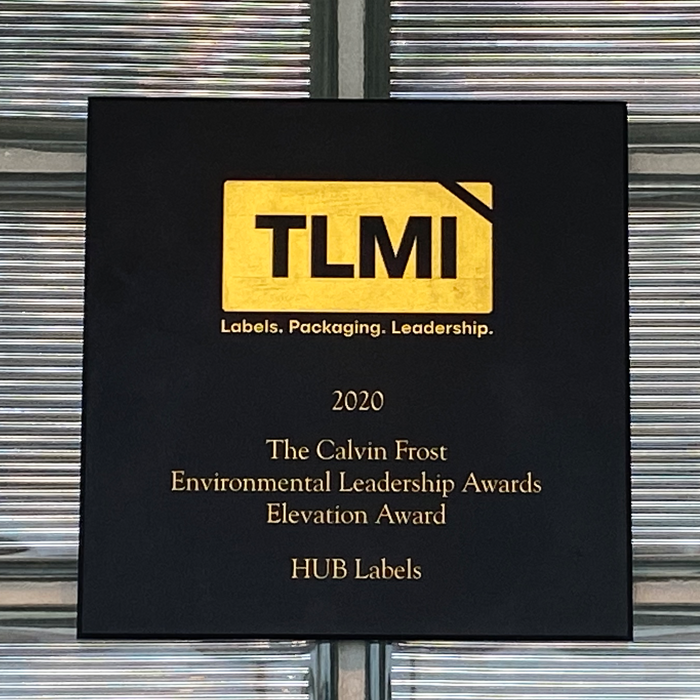 TLMI
Labels. Packaging. Leadership.
2020
The Calvin Frost
Environmental Leadership Awards
Elevation Award
HUB Labels